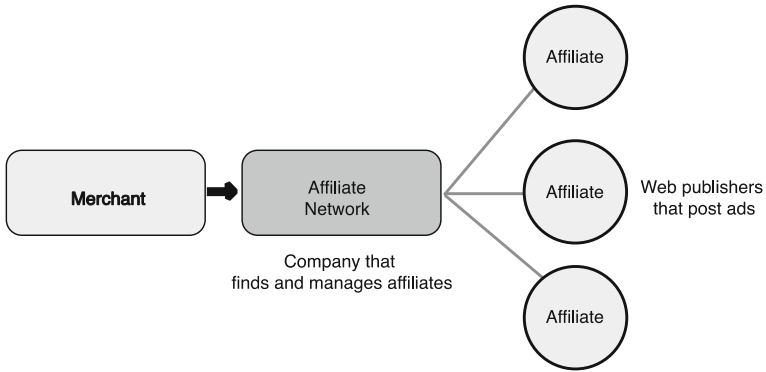 Merchant
Affiliate
Network
Company that
finds and manages affiliates
Affiliate
Affiliate
Affiliate
Web publishers
that post ads